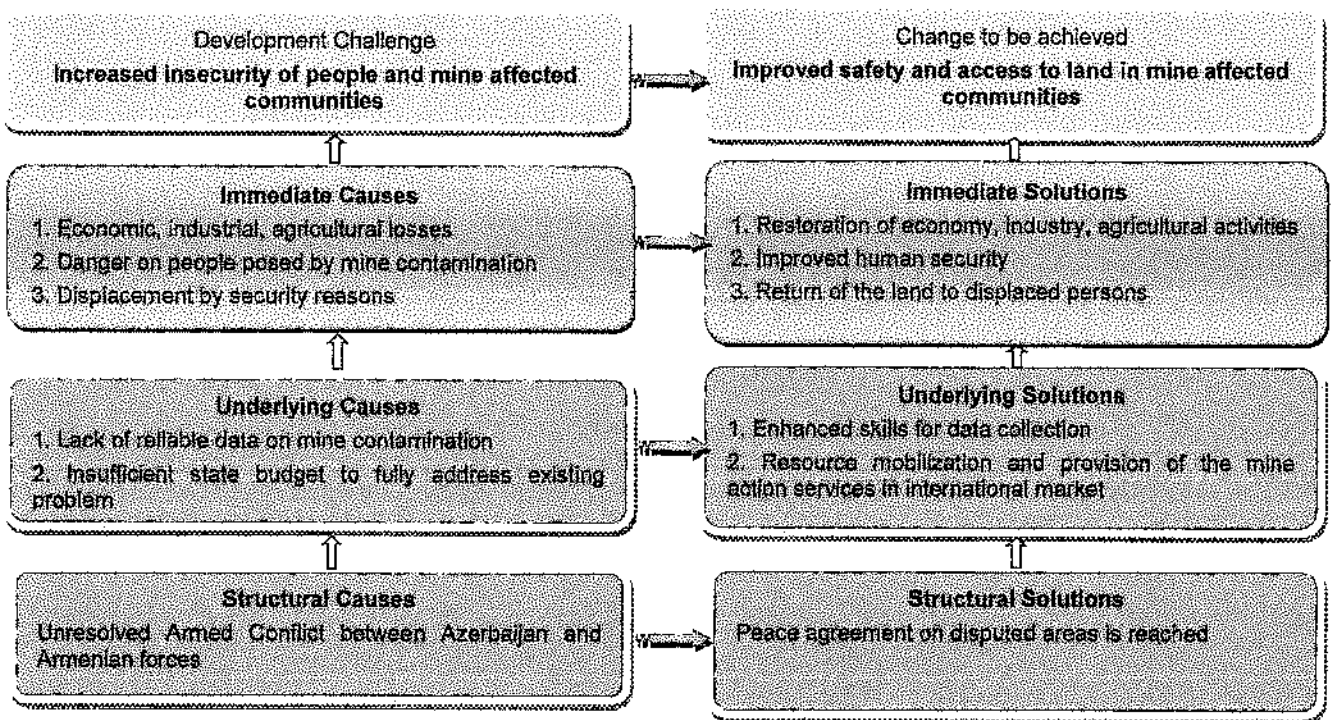 Development Challenge
Increased insecurity of people and mine affected
communities
Change to be achieved
Improved safety and access to land in mine affected
communities
Immediate Causes
1. Economic, industrial, agricultural losses
2. Danger on people posed by mine contamination
3. Displacement by security reasons
Immediate Solutions
1. Restoration of economy, industry, agricultural activities
2. Improved human security
3. Return of the land to displaced persons
Underlying Causes
1. Lack of reliable data on mine contamination
2. Insufficient state budget to fully address existing
problem
Underlying Solutions
1. Enhanced skills for data collection
2. Resource mobilization and provision of the mine
action services in international market
Structural Causes
Unresolved Armed Conflict between Azerbaijan and
Armenian forces
Structural Solutions
Peace agreement on disputed areas is reached